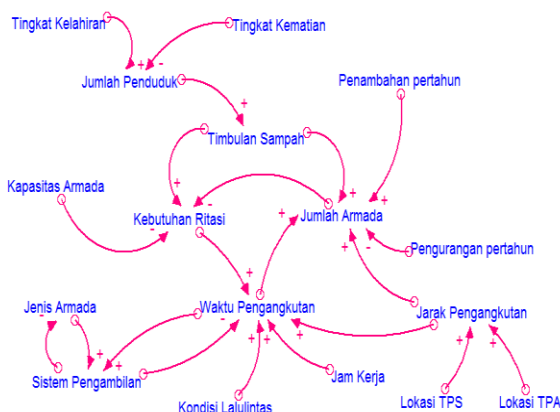 Tingkat Kelahiran
Tingkat Kematian
+ -
Jumlah Penduduk
Penambahan pertahun
+
Timbulan Sampah
Kapasitas Armada
+ + +
- -
Kebutuhan Ritasi
Jumlah Armada
+ -
Pengurangan pertahun
+
Jenis Armada
-
+
Waktu Pengangkutan
Jarak Pengangkutan
- + + +
+ +
+ +
Sistem Pengambilan
Jam Kerja
Kondisi Lalulintas
Lokasi TPS
Lokasi TPA